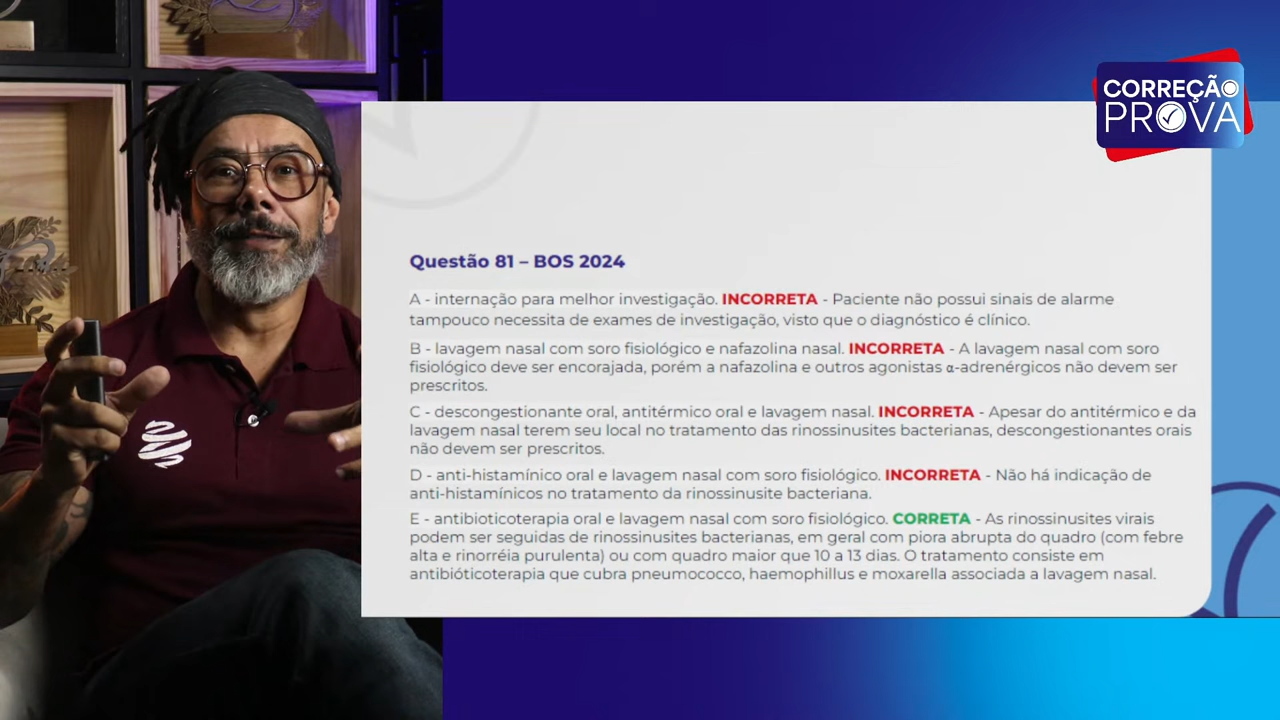 CORREÇÃO
PROVA
Questão 81 – BOS 2024
A - internação para melhor investigação. INCORRETA - Paciente não possui sinais de alarme
tampouco necessita de exames de investigação, visto que o diagnóstico é clínico.
B - lavagem nasal com soro fisiológico e nafazolina nasal. INCORRETA - A lavagem nasal com soro
fisiológico deve ser encorajada, porém a nafazolina e outros agonistas α-adrenérgicos não devem ser
prescritos.
C - descongestionante oral, antitérmico oral e lavagem nasal. INCORRETA - Apesar do antitérmico e da
lavagem nasal terem seu local no tratamento das rinossinusites bacterianas, descongestionantes orais
não devem ser prescritos.
D - anti-histamínico oral e lavagem nasal com soro fisiológico. INCORRETA - Não há indicação de
anti-histamínicos no tratamento da rinossinusite bacteriana.
E - antibioticoterapia oral e lavagem nasal com soro fisiológico. CORRETA - As rinossinusites virais
podem ser seguidas de rinossinusites bacterianas, em geral com piora abrupta do quadro (com febre
alta e rinorréia purulenta) ou com quadro maior que 10 a 13 dias. O tratamento consiste em
antibióticoterapia que cubra pneumococco, haemophillus e moxarella associada a lavagem nasal.